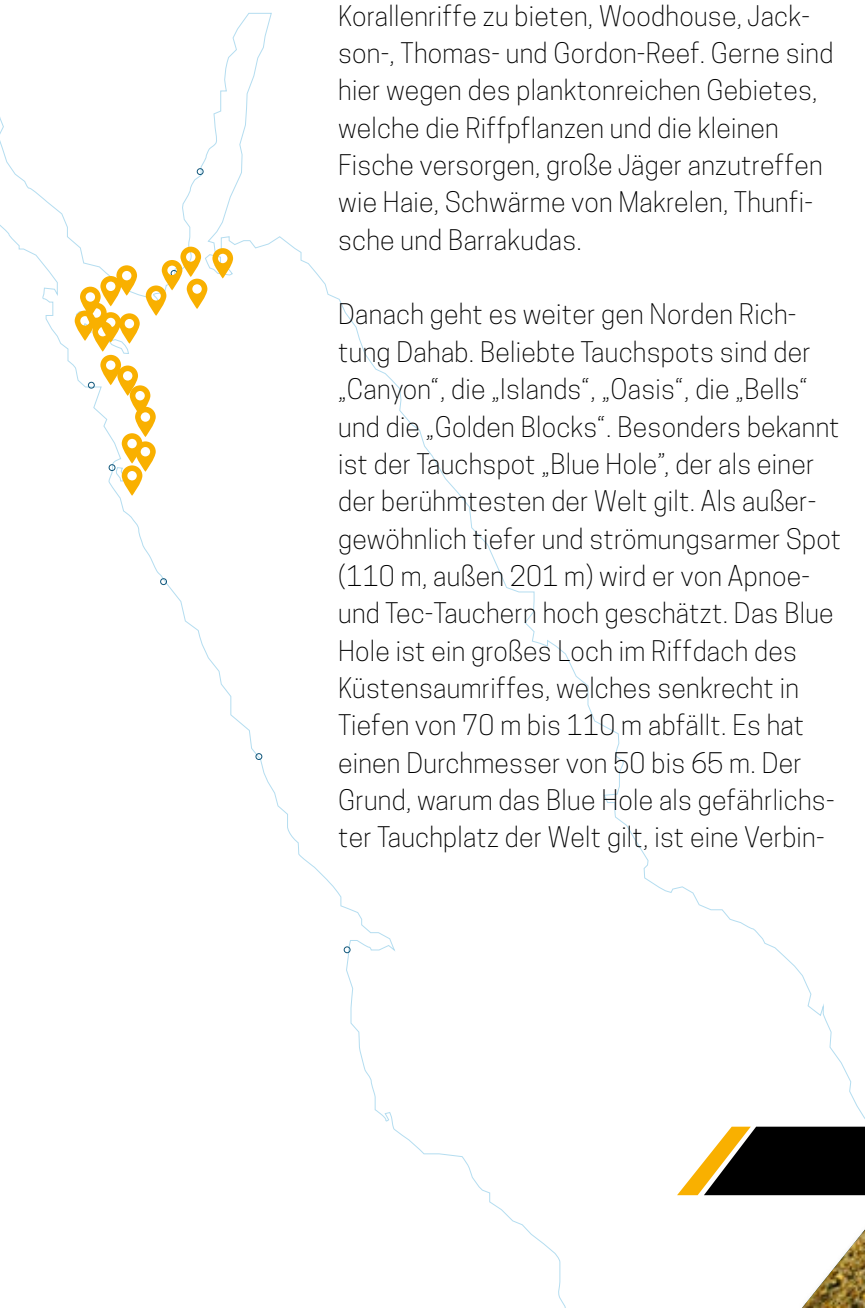 Korallenriffe zu bieten, Woodhouse, Jack-
son-, Thomas- und Gordon-Reef. Gerne sind
hier wegen des planktonreichen Gebietes,
welche die Riffpflanzen und die kleinen
Fische versorgen, große Jäger anzutreffen
wie Haie, Schwärme von Makrelen, Thunfi-
sche und Barrakudas.
Danach geht es weiter gen Norden Rich-
tung Dahab. Beliebte Tauchspots sind der
„Canyon“, die „Islands“, „Oasis“, die „Bells“
und die „Golden Blocks“. Besonders bekannt
ist der Tauchspot „Blue Hole”, der als einer
der berühmtesten der Welt gilt. Als außer-
gewöhnlich tiefer und strömungsarmer Spot
(110 m, außen 201 m) wird er von Apnoe-
und Tec-Tauchern hoch geschätzt. Das Blue
Hole ist ein großes Loch im Riffdach des
Küstensaumriffes, welches senkrecht in
Tiefen von 70 m bis 110 m abfällt. Es hat
einen Durchmesser von 50 bis 65 m. Der
Grund, warum das Blue Hole als gefährlichs-
ter Tauchplatz der Welt gilt, ist eine Verbin-